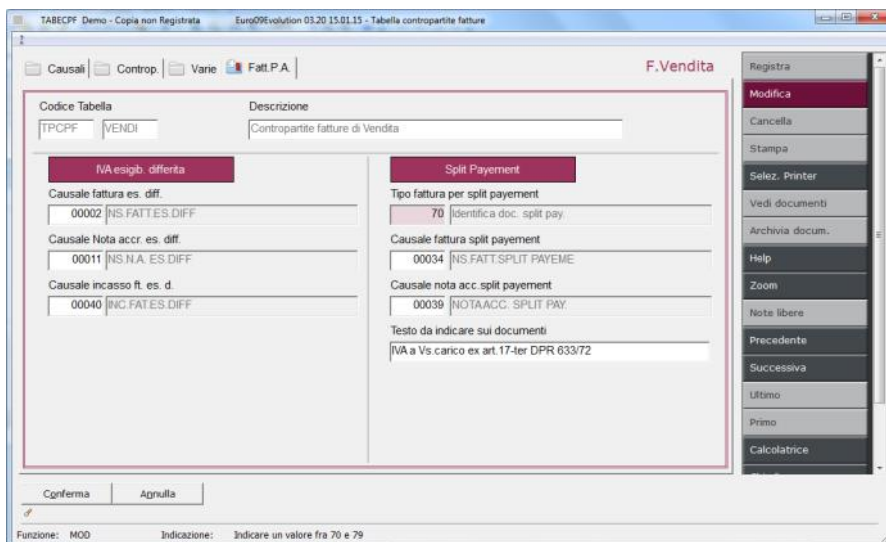 TABECPF Demo - Copia non Registrata Euro09Evolution 03.20 15.01.15 - Tabella contropartite fatture
Causali Controp. Varie Fatt.P.A. F.Vendita
Codice Tabella Descrizione
TPCPF VENDI Contropartite fatture di Vendita
IVA esigib. differita Split Payement
Causale fattura es. diff. Tipo fattura per split payement
00002 NS.FATT.ES.DIFF 70 Identifica doc. split pay.
Causale Nota accr. es. diff. Causale fattura split payement
00011 NS.N.A. ES.DIFF 00034 NS.FATT.SPLIT PAYEME
Causale incasso ft. es. d. Causale nota acc.split payement
00040 INC.FAT.ES.DIFF 00039 NOTA ACC. SPLIT PAY.
Testo da indicare sui documenti
IVA a Vs.carico ex art.17-ter DPR 633/72
Registra
Modifica
Cancella
Stampa
Selez. Printer
Vedi documenti
Archivia docum.
Help
Zoom
Note libere
Precedente
Successiva
Ultimo
Primo
Calcolatrice
Conferma Annulla
Funzione: MOD Indicazione: Indicare un valore fra 70 e 79